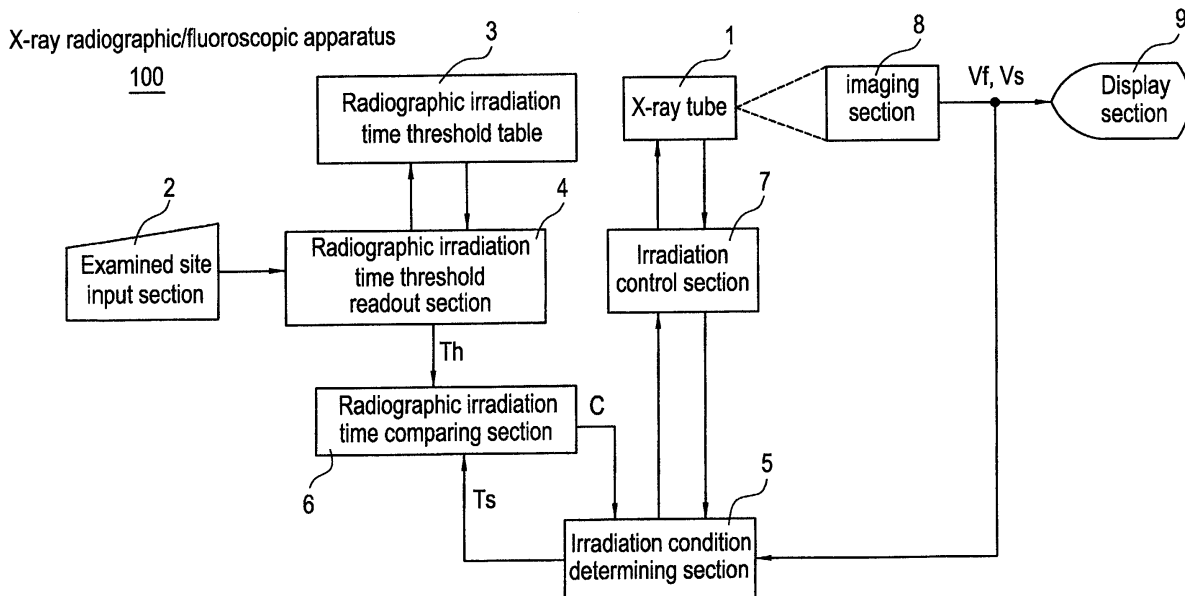 X-ray radiographic/fluoroscopic apparatus
100
3
Radiographic irradiation
time threshold table
1
X-ray tube
8
imaging
section
Vf, Vs
9
Display
section
2
Examined site
input section
4
Radiographic irradiation
time threshold
readout section
7
Irradiation
control section
Th
Radiographic irradiation
time comparing section
6
C
Ts
5
Irradiation condition
determining section